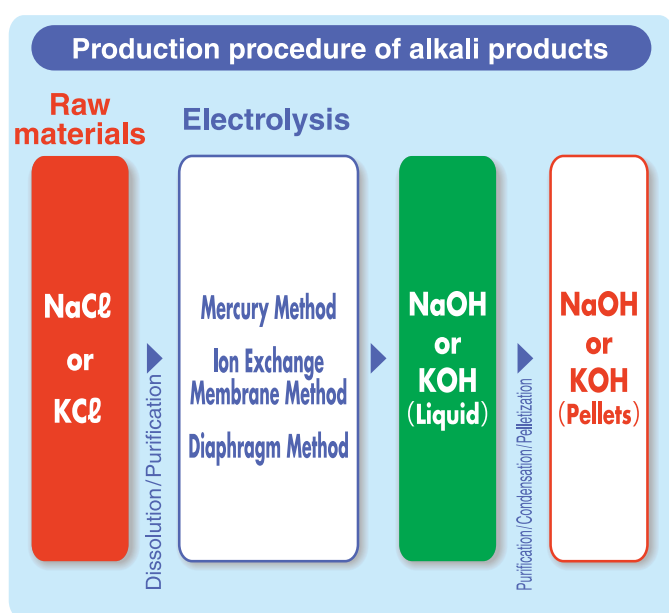 Production procedure of alkali products
Raw
materials
Electrolysis
NaCℓ
or
KCℓ
Dissolution/Purification
Mercury Method
Ion Exchange
Membrane Method
Diaphragm Method
NaOH
or
KOH
(Liquid)
Purification/Condensation/Pelletization
NaOH
or
KOH
(Pellets)